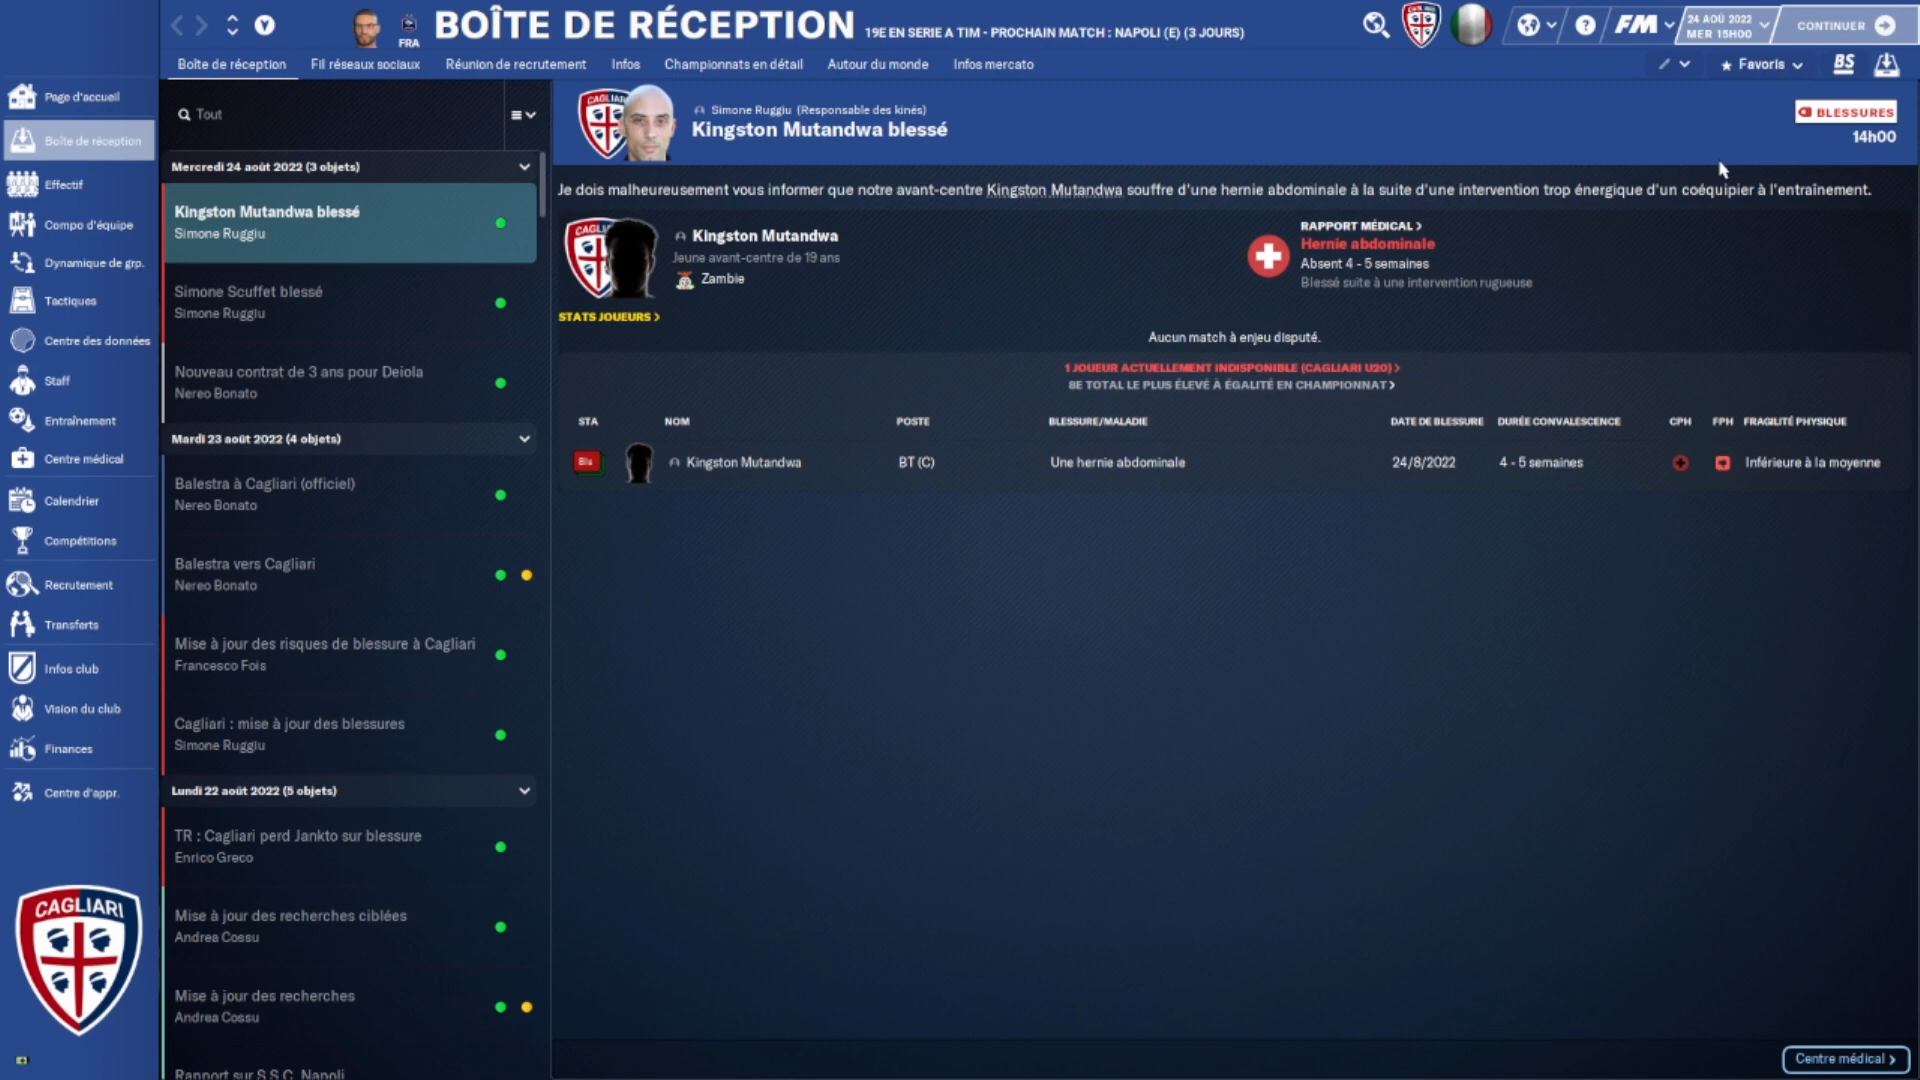 BOÎTE DE RÉCEPTION
FRA
19E EN SERIE A TIM - PROCHAIN MATCH : NAPOLI (E) (3 JOURS)
FM
24 AOÛ 2022
MER 15H00
CONTINUER
Boîte de réception
Fil réseaux sociaux
Réunion de recrutement
Infos
Championnats en détail
Autour du monde
Infos mercato
Favoris
BS
Page d'accueil
Boîte de réception
Effectif
Compo d'équipe
Dynamique de grp.
Tactiques
Centre des données
Staff
Entraînement
Centre médical
Calendrier
Compétitions
Recrutement
Transferts
Infos club
Vision du club
Finances
Centre d'appr.
CAGLIARI
Tout
Mercredi 24 août 2022 (3 objets)
Kingston Mutandwa blessé
Simone Ruggiu
Simone Scuffet blessé
Simone Ruggiu
Nouveau contrat de 3 ans pour Deiola
Nereo Bonato
Mardi 23 août 2022 (4 objets)
Balestra à Cagliari (officiel)
Nereo Bonato
Balestra vers Cagliari
Nereo Bonato
Mise à jour des risques de blessure à Cagliari
Francesco Fois
Cagliari : mise à jour des blessures
Simone Ruggiu
Lundi 22 août 2022 (5 objets)
TR : Cagliari perd Jankto sur blessure
Enrico Greco
Mise à jour des recherches ciblées
Andrea Cossu
Mise à jour des recherches
Andrea Cossu
Rapport sur S.S.C. Napoli
Simone Ruggiu (Responsable des kinés)
Kingston Mutandwa blessé
BLESSURES
14h00
Je dois malheureusement vous informer que notre avant-centre Kingston Mutandwa souffre d'une hernie abdominale à la suite d'une intervention trop énergique d'un coéquipier à l'entraînement.
Kingston Mutandwa
Jeune avant-centre de 19 ans
Zambie
STATS JOUEURS >
RAPPORT MÉDICAL >
Hernie abdominale
Absent 4 - 5 semaines
Blessé suite à une intervention rugueuse
Aucun match à enjeu disputé.
1 JOUEUR ACTUELLEMENT INDISPONIBLE (CAGLIARI U20) >
8E TOTAL LE PLUS ÉLEVÉ À ÉGALITÉ EN CHAMPIONNAT >
STA NOM POSTE BLESSURE/MALADIE DATE DE BLESSURE DURÉE CONVALESCENCE CPH FPH FRAGILITÉ PHYSIQUE
Bls Kingston Mutandwa BT (C) Une hernie abdominale 24/8/2022 4 - 5 semaines Inférieure à la moyenne
Centre médical >